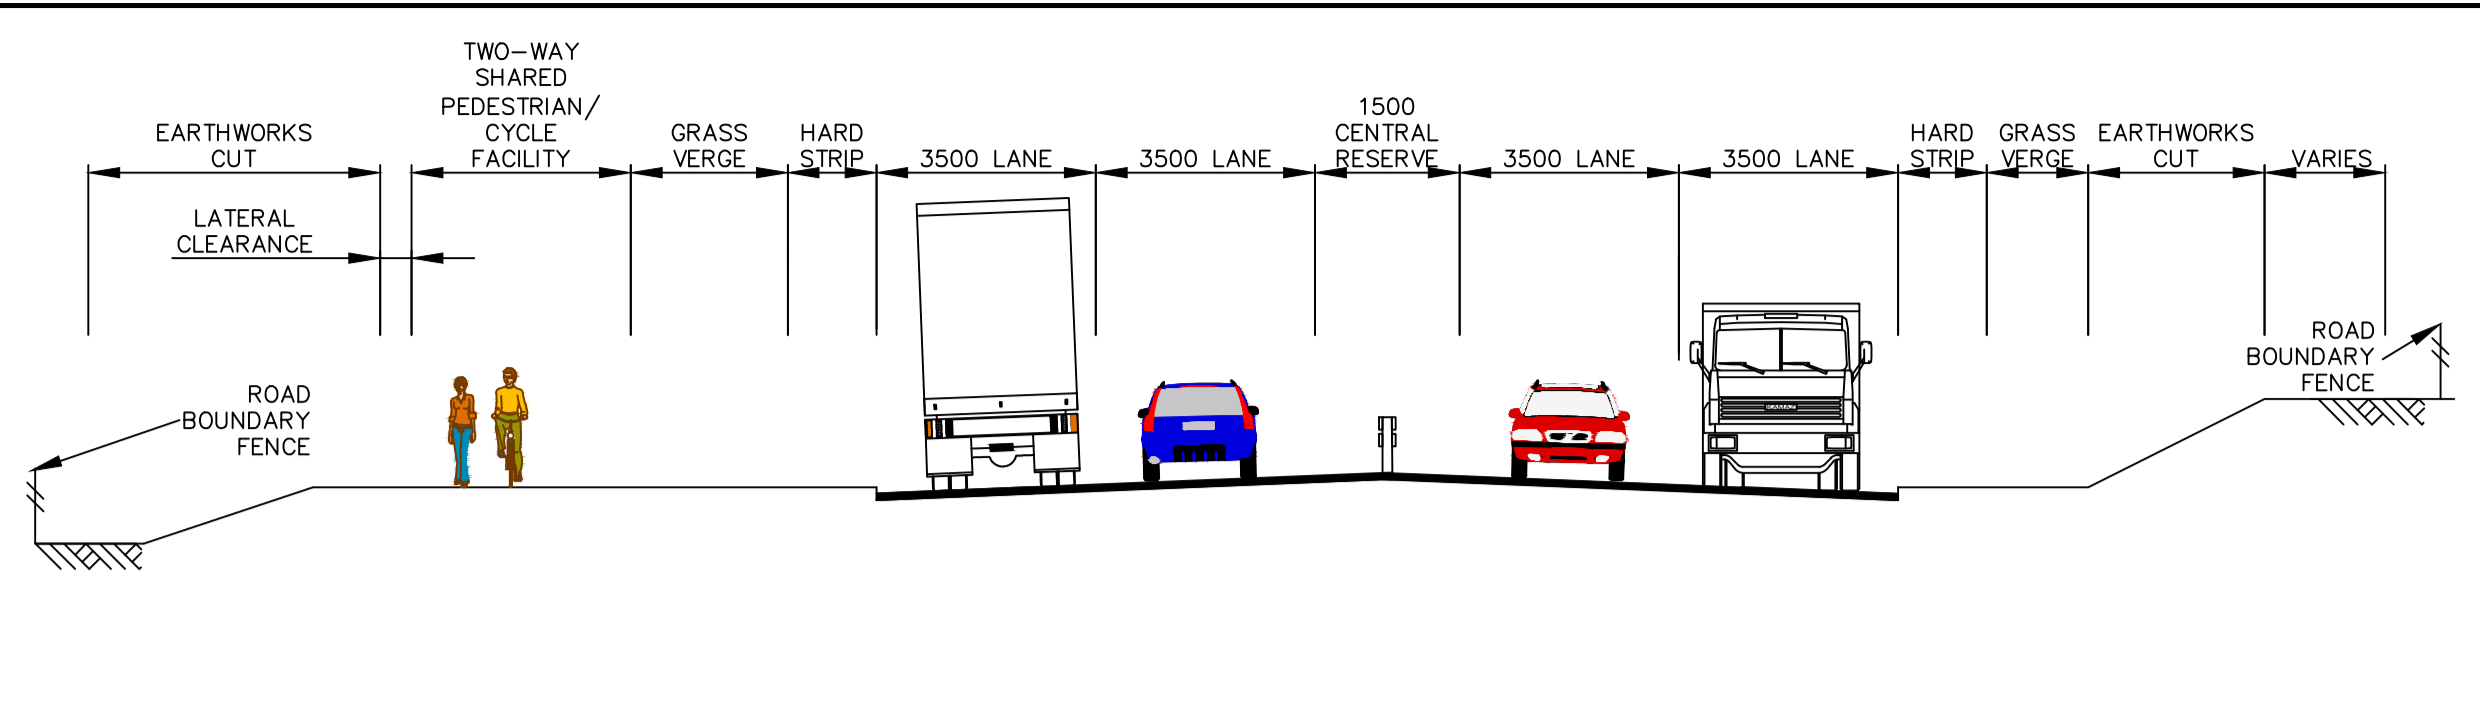 EARTHWORKS
CUT
TWO-WAY
SHARED
PEDESTRIAN/
CYCLE
FACILITY
GRASS
VERGE
HARD
STRIP
3500 LANE
3500 LANE
1500
CENTRAL
RESERVE
3500 LANE
3500 LANE
HARD
STRIP
GRASS
VERGE
EARTHWORKS
CUT
VARIES
LATERAL
CLEARANCE
ROAD
BOUNDARY
FENCE
KAMAZ
ROAD
BOUNDARY
FENCE